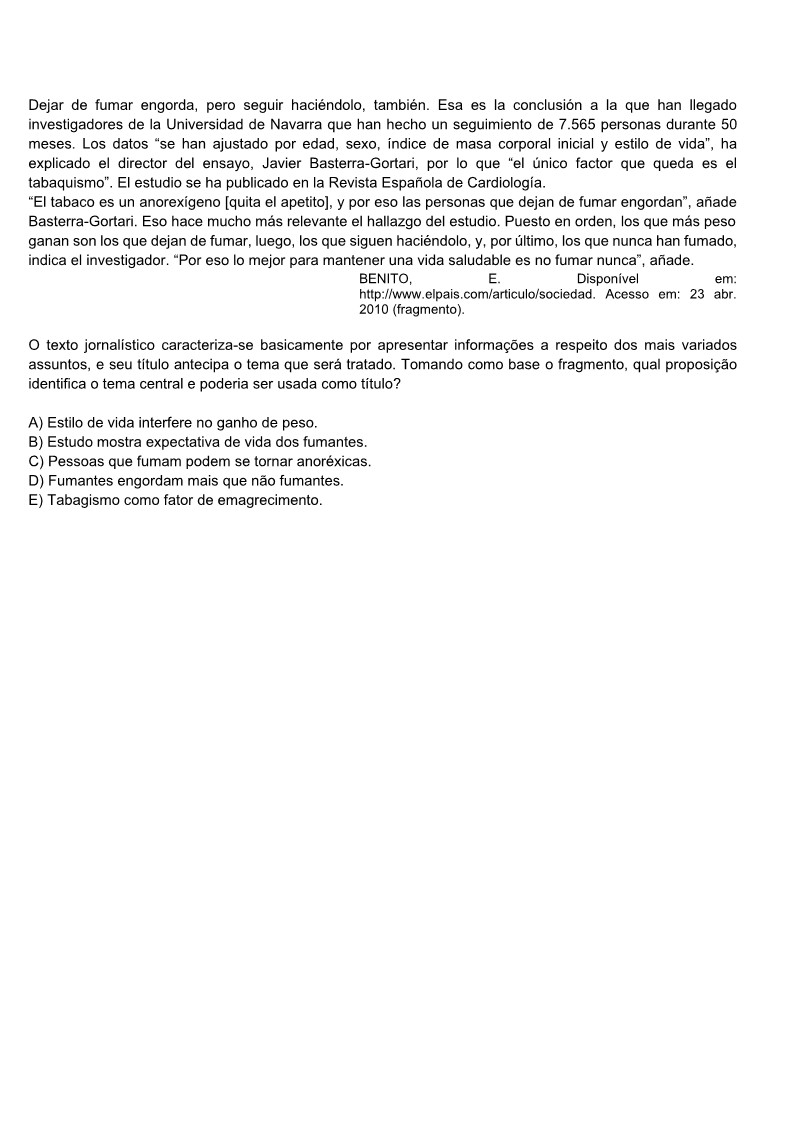 Dejar de fumar engorda, pero seguir haciéndolo, también. Esa es la conclusión a la que han llegado
investigadores de la Universidad de Navarra que han hecho un seguimiento de 7.565 personas durante 50
meses. Los datos “se han ajustado por edad, sexo, índice de masa corporal inicial y estilo de vida”, ha
explicado el director del ensayo, Javier Basterra-Gortari, por lo que “el único factor que queda es el
tabaquismo”. El estudio se ha publicado en la Revista Española de Cardiología.
“El tabaco es un anorexígeno [quita el apetito], y por eso las personas que dejan de fumar engordan”, añade
Basterra-Gortari. Eso hace mucho más relevante el hallazgo del estudio. Puesto en orden, los que más peso
ganan son los que dejan de fumar, luego, los que siguen haciéndolo, y, por último, los que nunca han fumado,
indica el investigador. “Por eso lo mejor para mantener una vida saludable es no fumar nunca”, añade.
BENITO, E. Disponível em:
http://www.elpais.com/articulo/sociedad. Acesso em: 23 abr.
2010 (fragmento).
O texto jornalístico caracteriza-se basicamente por apresentar informações a respeito dos mais variados
assuntos, e seu título antecipa o tema que será tratado. Tomando como base o fragmento, qual proposição
identifica o tema central e poderia ser usada como título?
A) Estilo de vida interfere no ganho de peso.
B) Estudo mostra expectativa de vida dos fumantes.
C) Pessoas que fumam podem se tornar anoréxicas.
D) Fumantes engordam mais que não fumantes.
E) Tabagismo como fator de emagrecimento.